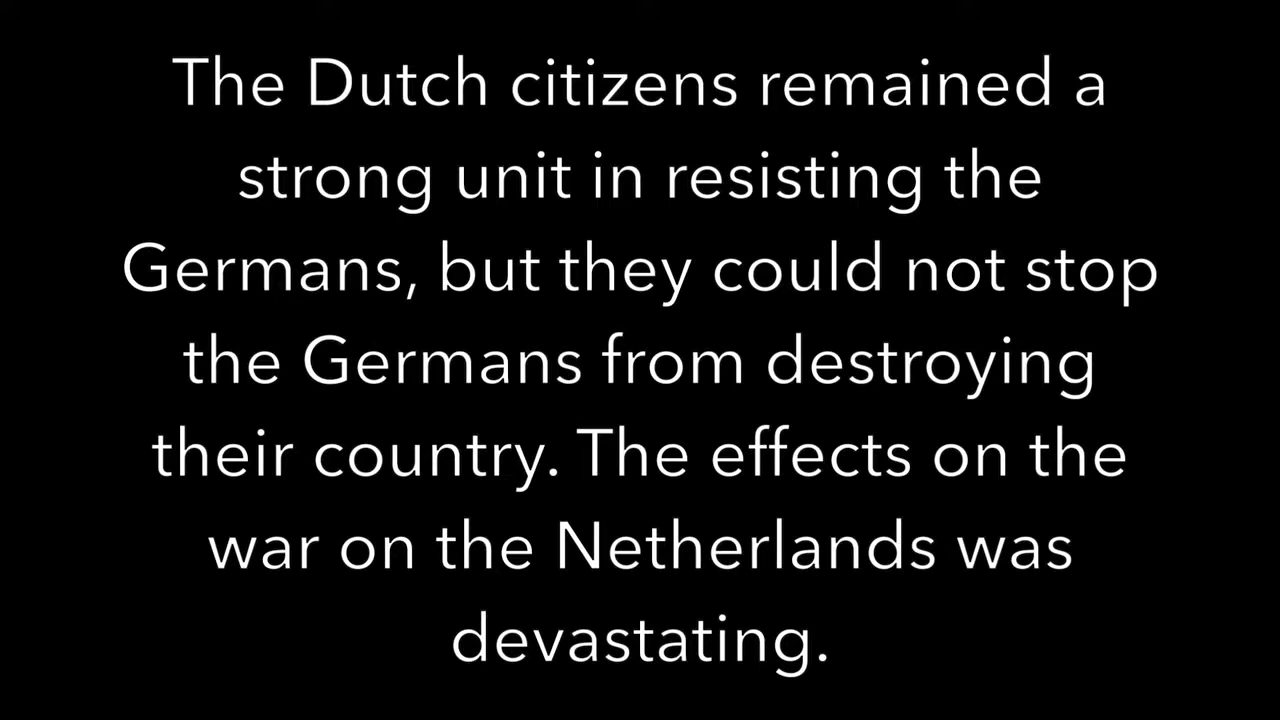 The Dutch citizens remained a
strong unit in resisting the
Germans, but they could not stop
the Germans from destroying
their country. The effects on the
war on the Netherlands was
devastating.